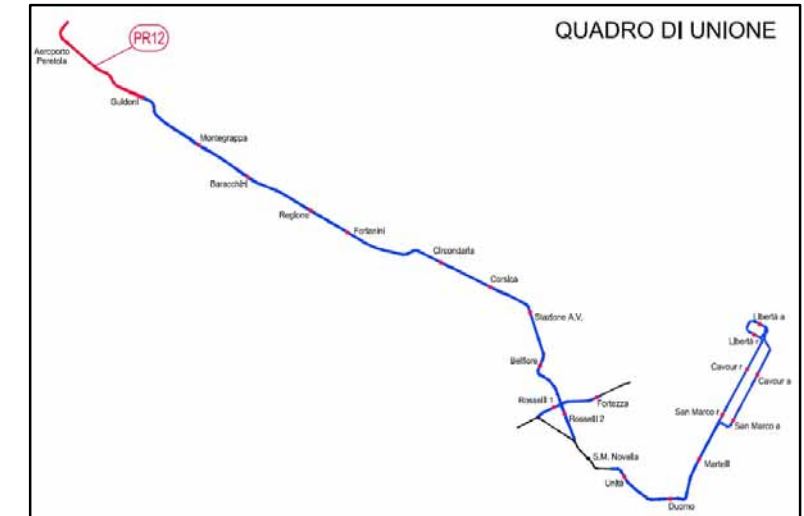 QUADRO DI UNIONE
PR12
Aeroporto
Peretola
Guidoni
Montegrappa
Baracchini
Regione
Forlanini
Circondaria
Corsica
Stazione A.V.
Belfiore
Libertà a
Libertà r
Cavour r
Cavour a
Rosselli 1
Fortezza
Rosselli 2
San Marco r
San Marco a
S.M. Novella
Martelli
Unità
Duomo